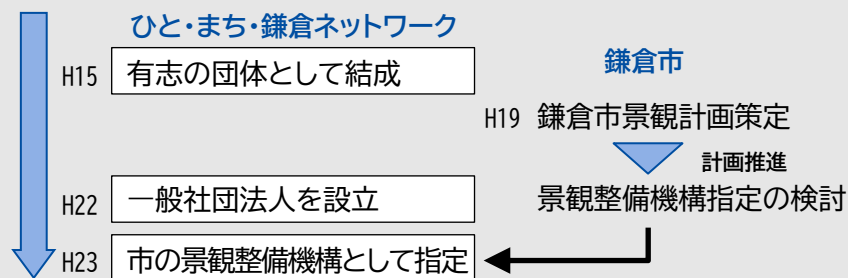 ひと・まち・鎌倉ネットワーク
H15 有志の団体として結成
鎌倉市
H19 鎌倉市景観計画策定
計画推進
H22 一般社団法人を設立
景観整備機構指定の検討
H23 市の景観整備機構として指定